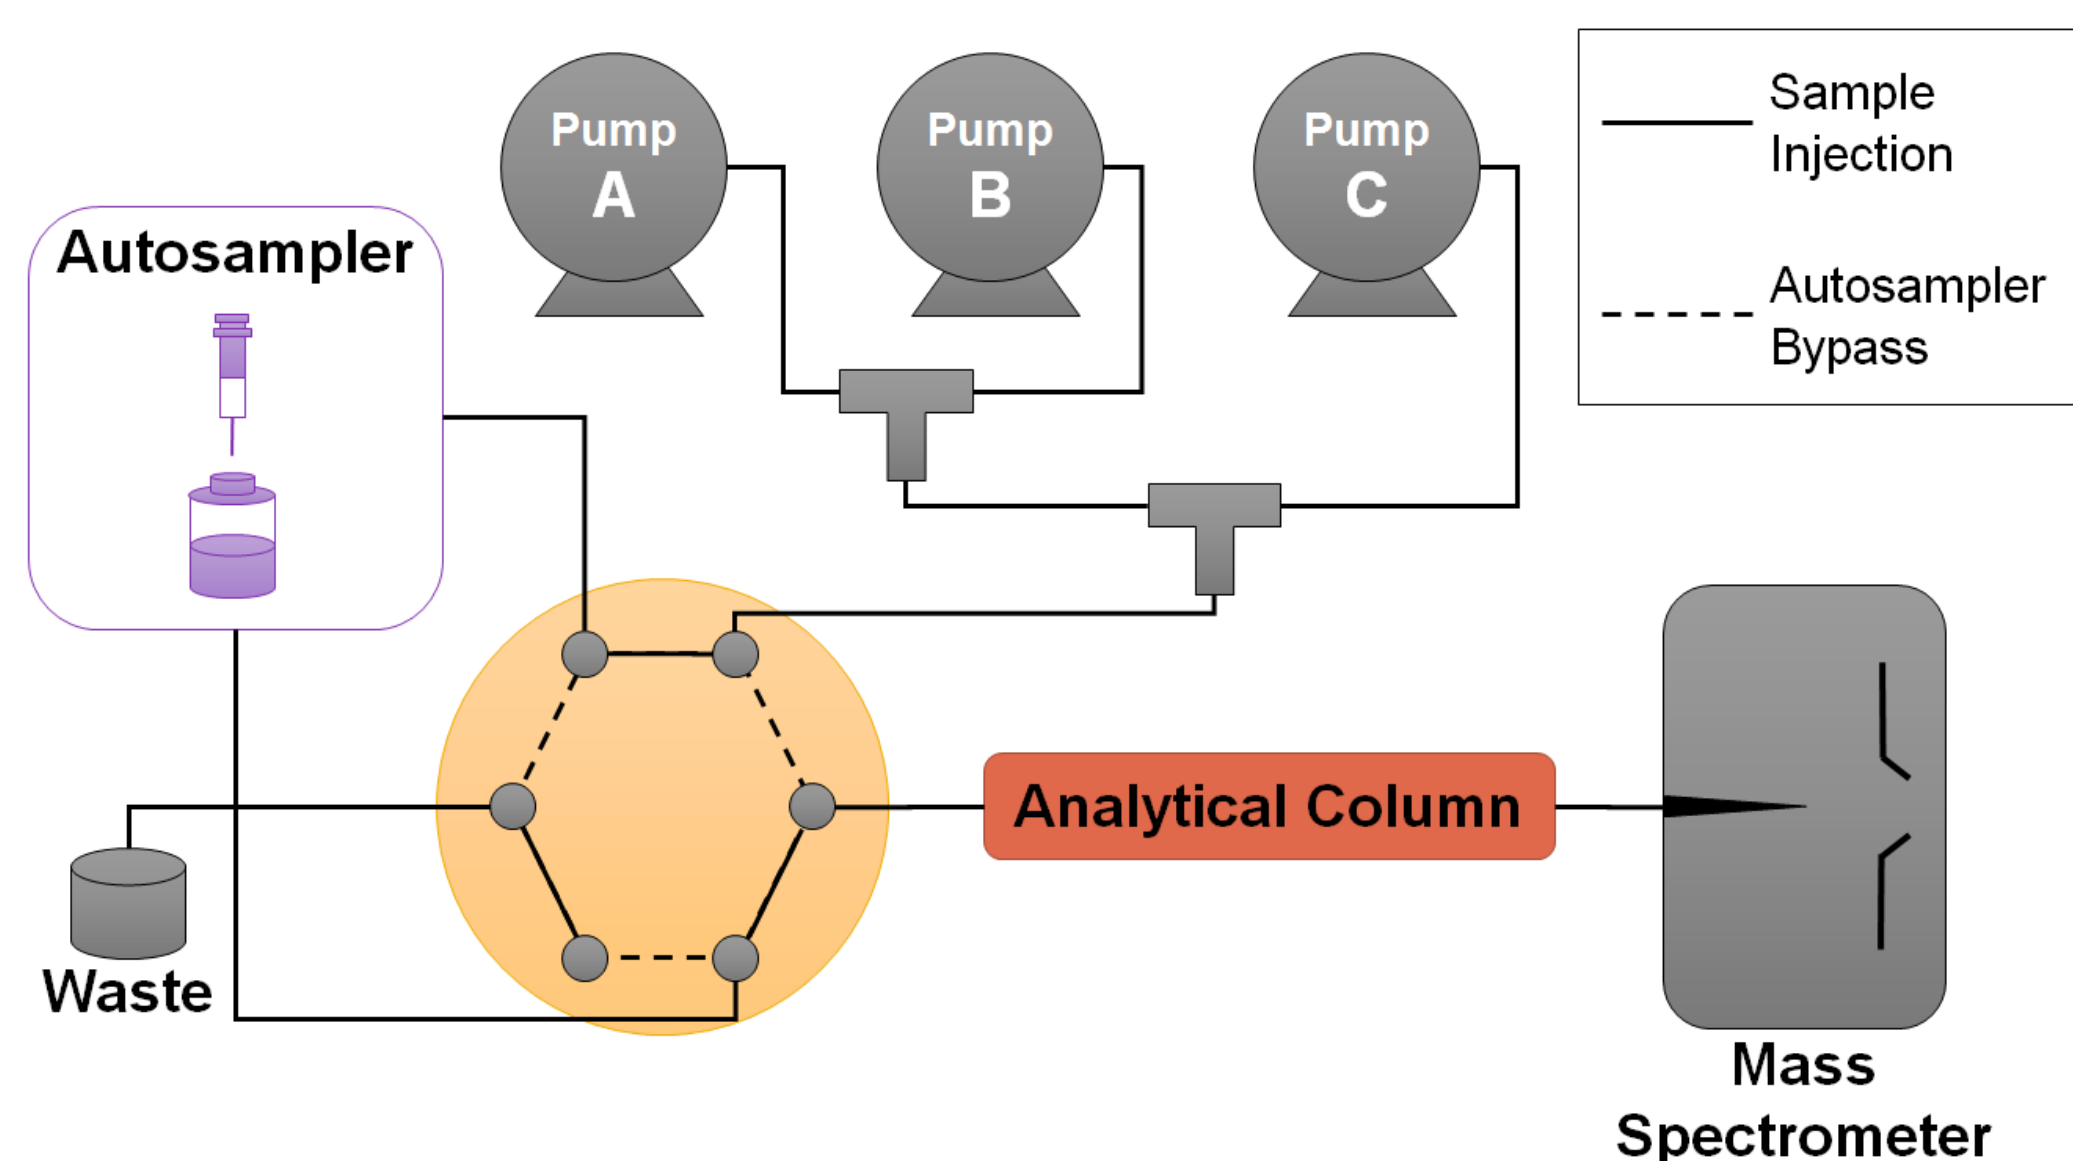 Pump
A
Pump
B
Pump
C
Sample
Injection
Autosampler
Bypass
Autosampler
Analytical Column
Waste
Mass
Spectrometer